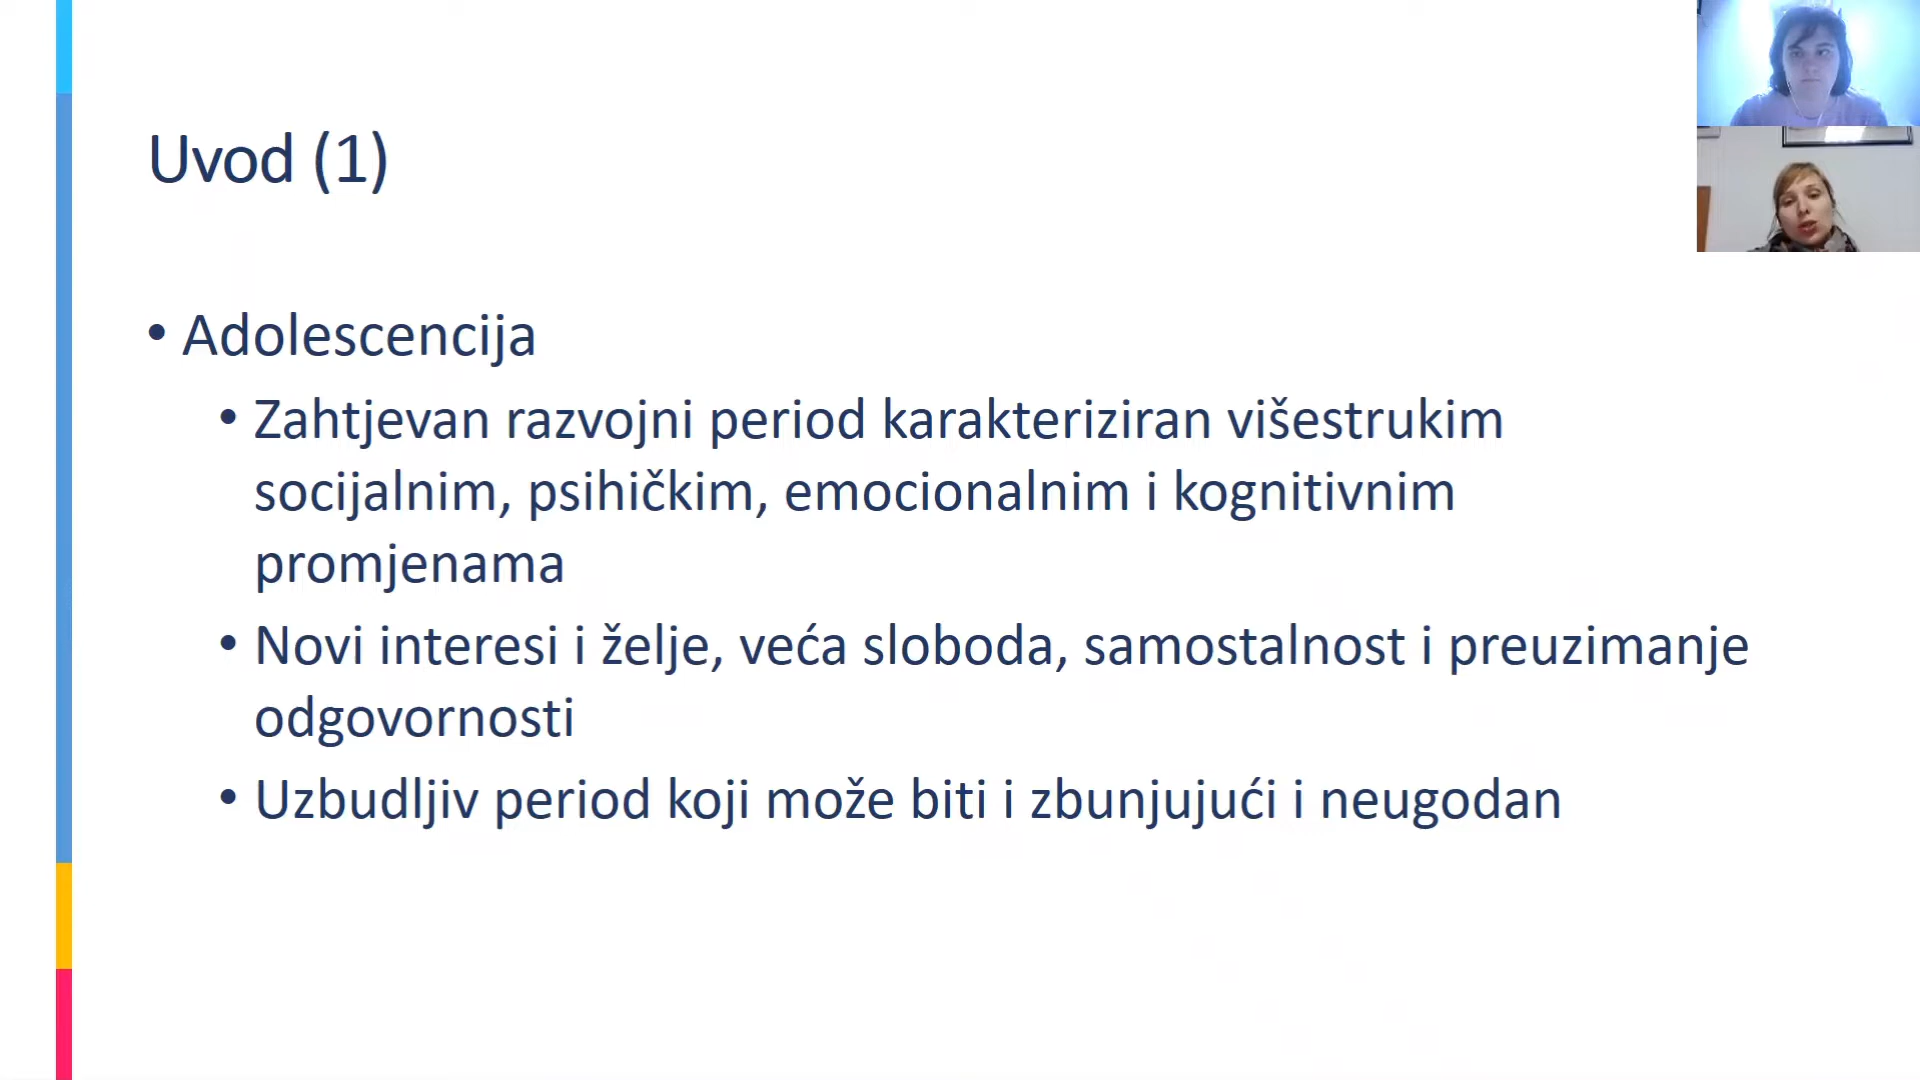 Uvod (1)
• Adolescencija
• Zahtjevan razvojni period karakteriziran višestrukim
socijalnim, psihičkim, emocionalnim i kognitivnim
promjenama
• Novi interesi i želje, veća sloboda, samostalnost i preuzimanje
odgovornosti
• Uzbudljiv period koji može biti i zbunjujući i neugodan